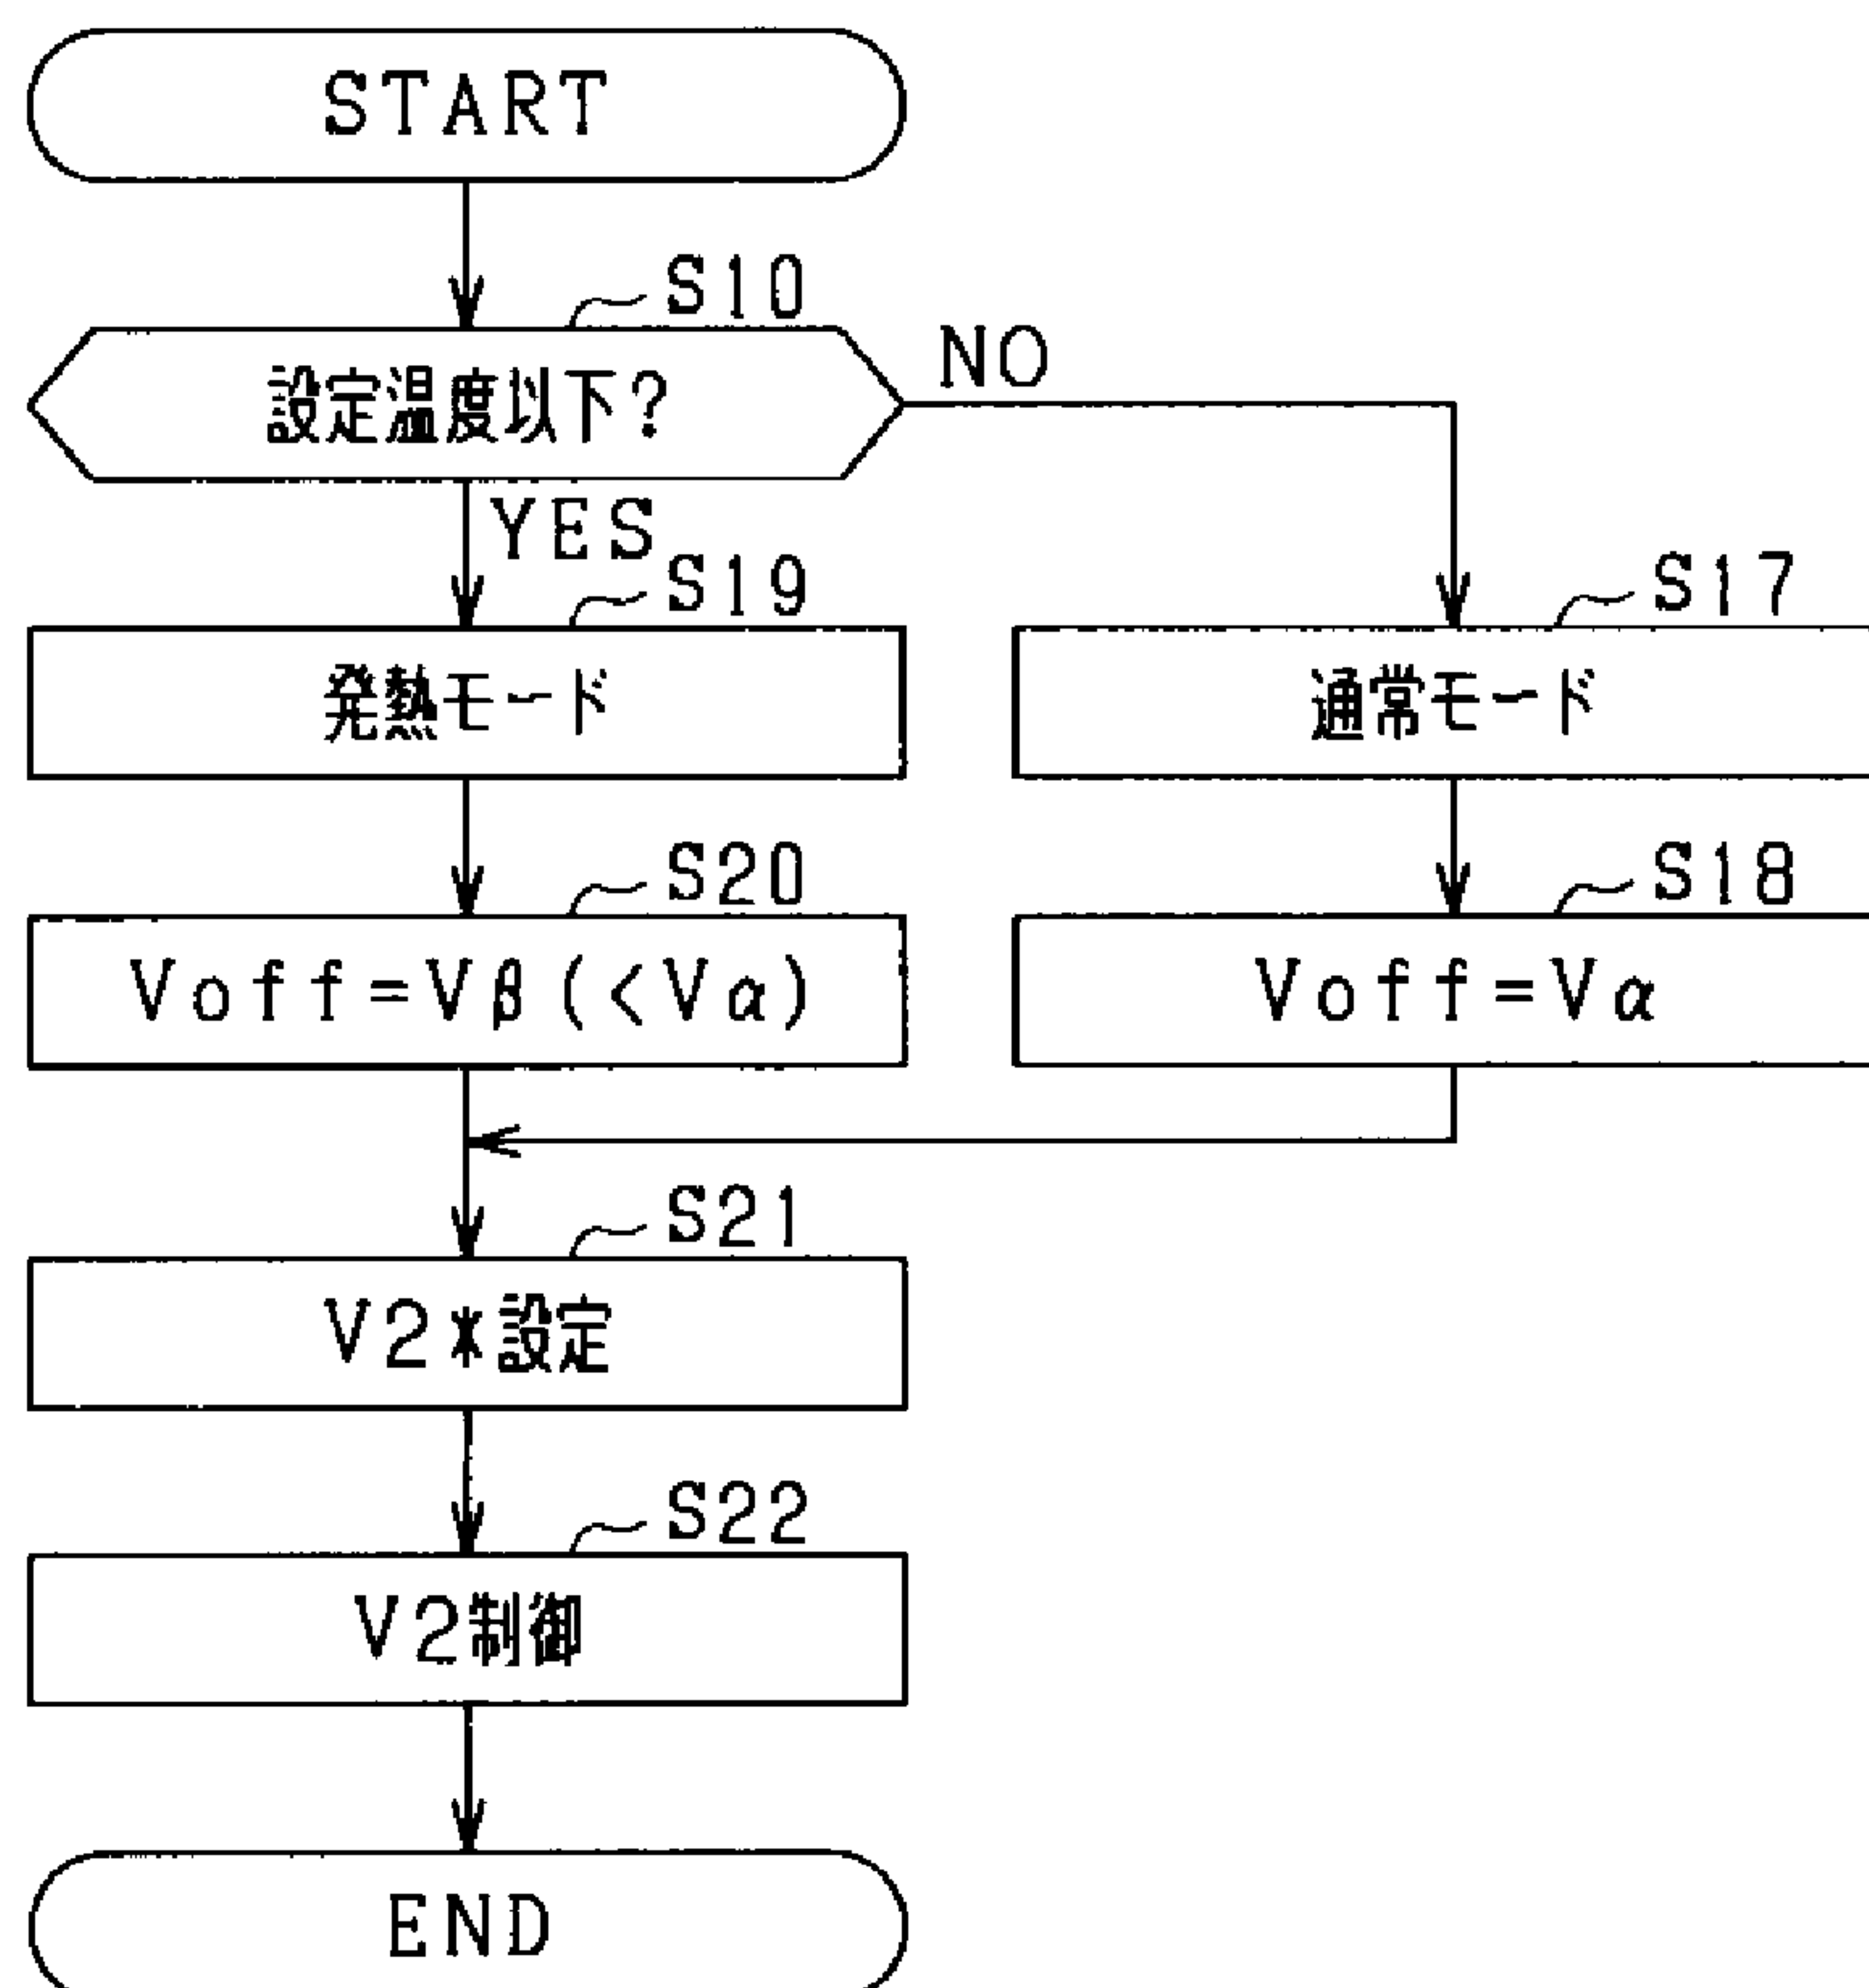 START
S10
設定温度以下?
NO
YES
S19
発熱モード
S17
通常モード
S20
Voff=Vβ(<Vα)
S18
Voff=Vα
S21
V2*設定
S22
V2制御
END